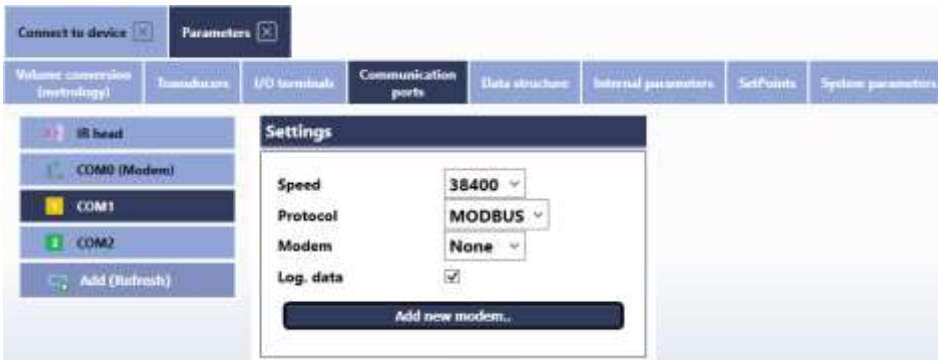 Connect to device
Parameters
Volume conversion (metrology)
Transducers
I/O terminals
Communication ports
Data structure
Internal parameters
SetPoints
System parameters
IR head
COM0 (Modem)
1 COM1
2 COM2
Add (Refresh)
Settings
Speed 38400
Protocol MODBUS
Modem None
Log. data
Add new modem..